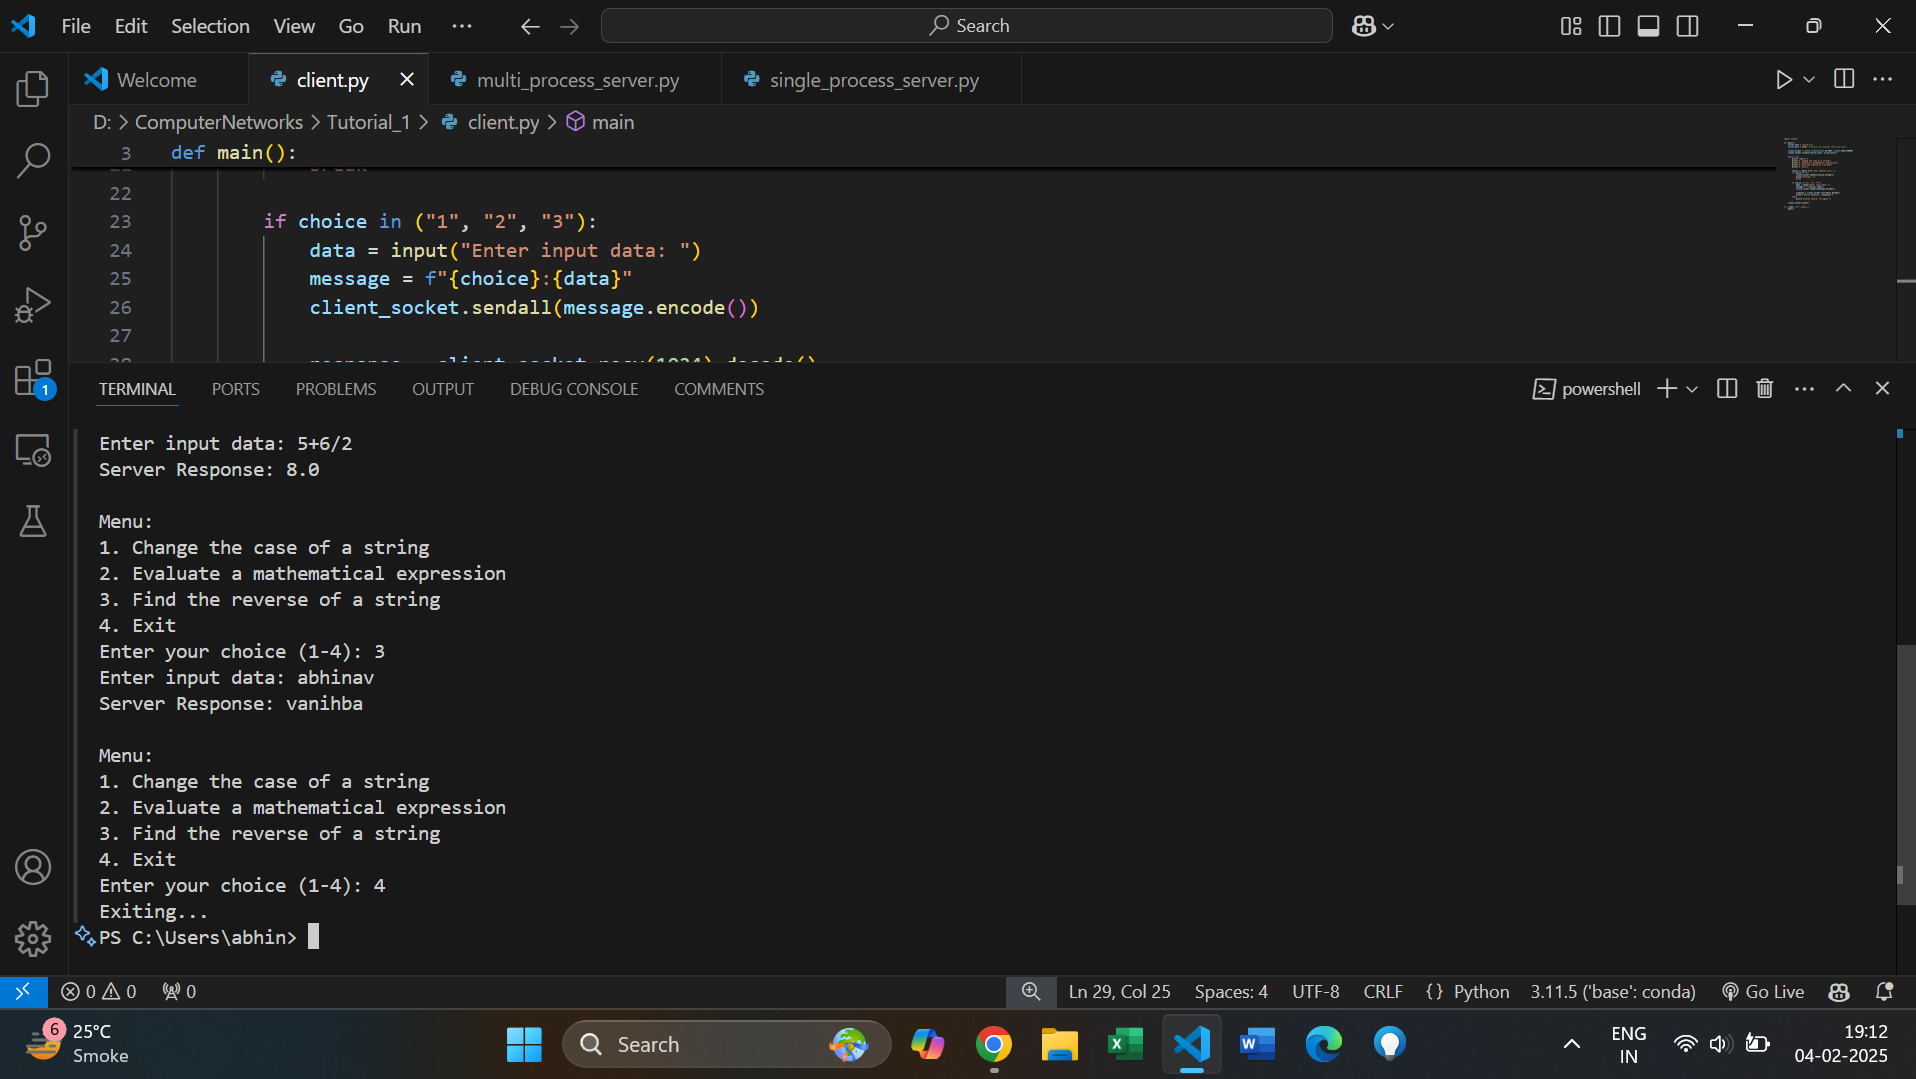 File Edit Selection View Go Run ··· Search
Welcome client.py multi_process_server.py single_process_server.py
D: > ComputerNetworks > Tutorial_1 > client.py > main
3 def main():
22
23 if choice in ("1", "2", "3"):
24 data = input("Enter input data: ")
25 message = f"{choice}:{data}"
26 client_socket.sendall(message.encode())
27
TERMINAL PORTS PROBLEMS OUTPUT DEBUG CONSOLE COMMENTS powershell
1
Enter input data: 5+6/2
Server Response: 8.0
Menu:
1. Change the case of a string
2. Evaluate a mathematical expression
3. Find the reverse of a string
4. Exit
Enter your choice (1-4): 3
Enter input data: abhinav
Server Response: vanihba
Menu:
1. Change the case of a string
2. Evaluate a mathematical expression
3. Find the reverse of a string
4. Exit
Enter your choice (1-4): 4
Exiting...
PS C:\Users\abhin>
0 0 0 Ln 29, Col 25 Spaces: 4 UTF-8 CRLF {} Python 3.11.5 ('base': conda) Go Live
6 25°C
Smoke
Search
ENG
IN
19:12
04-02-2025